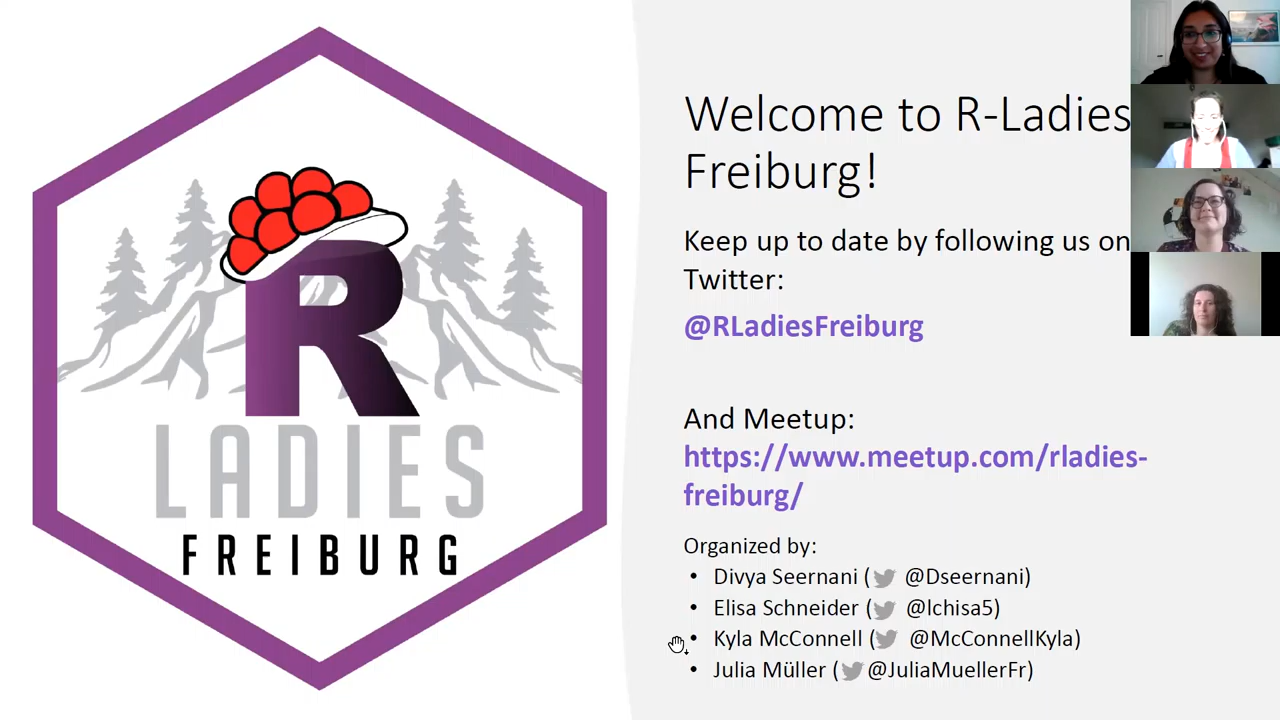 R
LADIES
FREIBURG
Welcome to R-Ladies
Freiburg!
Keep up to date by following us on
Twitter:
@RLadiesFreiburg
And Meetup:
https://www.meetup.com/rladies-
freiburg/
Organized by:
• Divya Seernani ( @Dseernani)
• Elisa Schneider ( @lchisa5)
• Kyla McConnell ( @McConnellKyla)
• Julia Müller ( @JuliaMuellerFr)